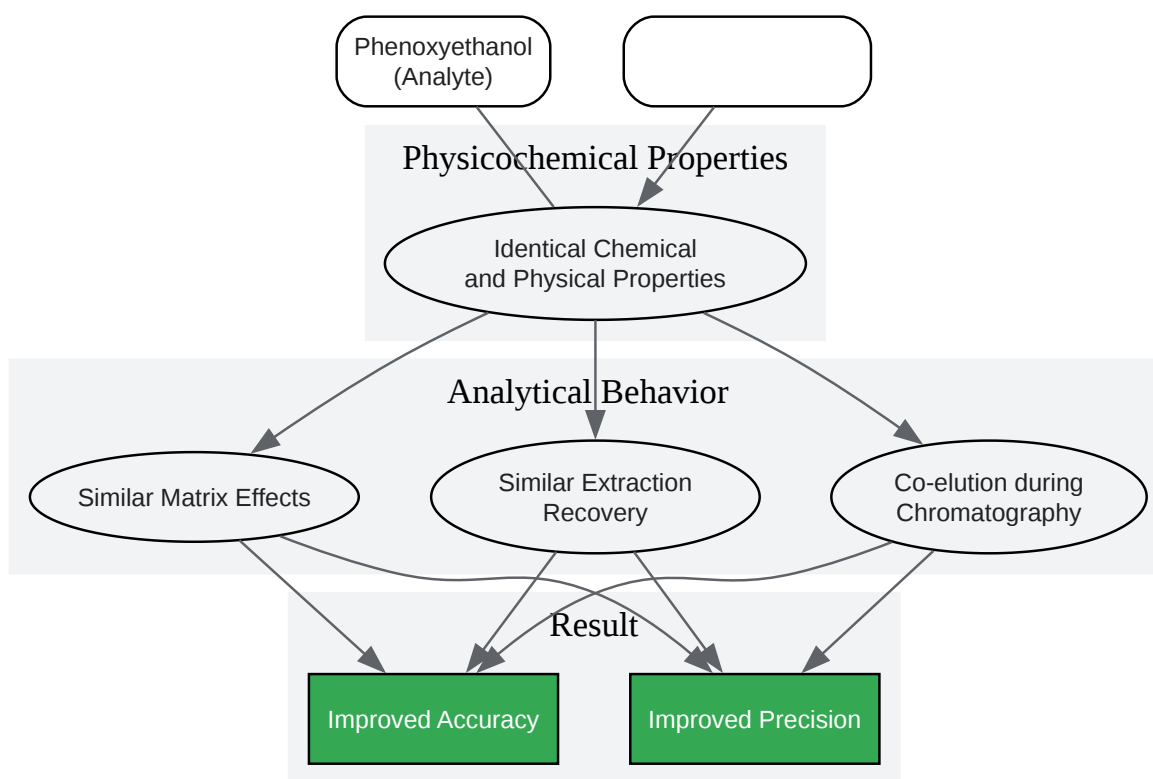 Phenoxyethanol
(Analyte)
Physicochemical Properties
Identical Chemical
and Physical Properties
Analytical Behavior
Similar Matrix Effects
Similar Extraction
Recovery
Co-elution during
Chromatography
Result
Improved Accuracy
Improved Precision